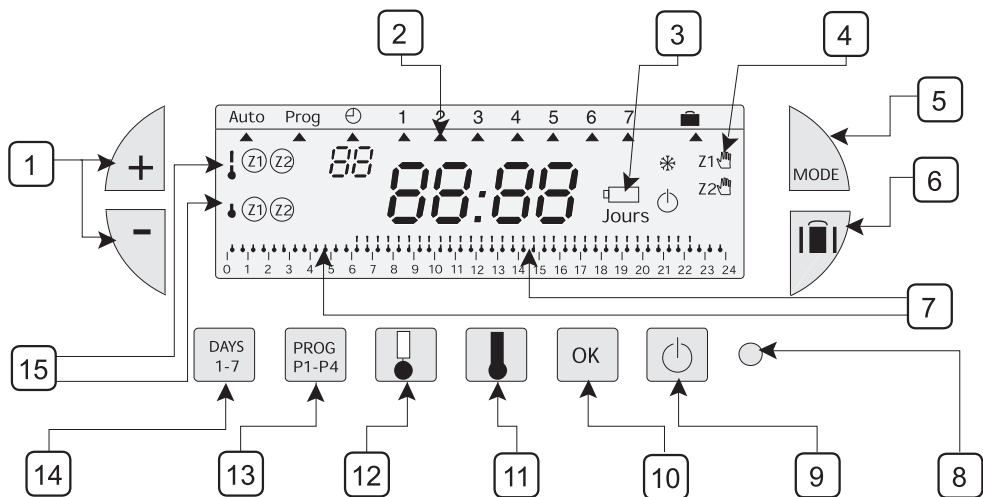 2 3 4
Auto Prog 1 2 3 4 5 6 7
5
1
+
Z1 Z2 88 88:88 Z1
MODE
Z2
-
Z1 Z2 Jours
6
0 1 2 3 4 5 6 7 8 9 10 11 12 13 14 15 16 17 18 19 20 21 22 23 24
7
15
DAYS
1-7
PROG
P1-P4
OK
14 13 12 11 10 9 8